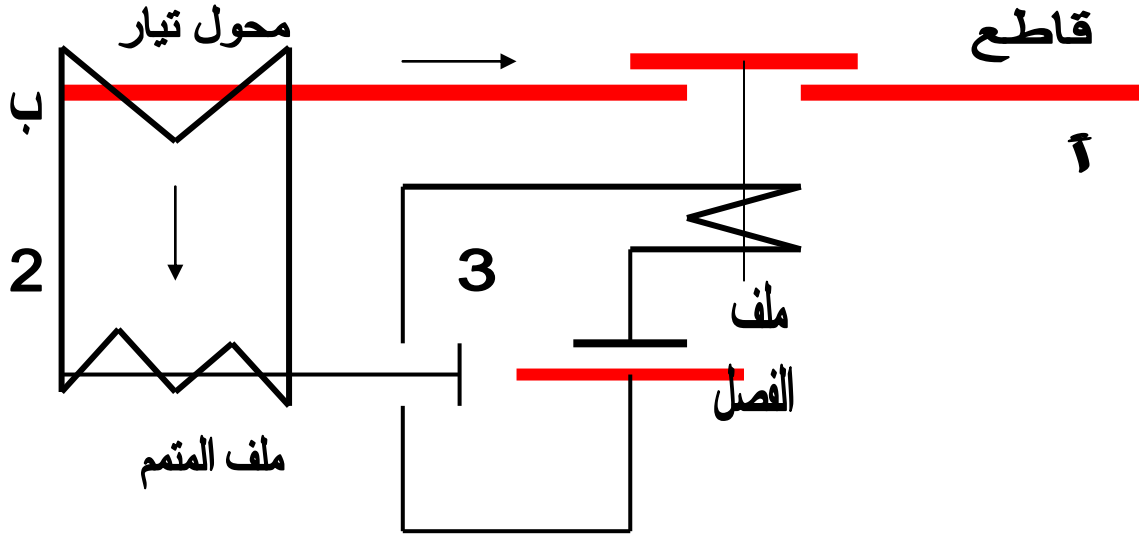 محول تيار
قاطع
ب
آ
2
3
ملف
الفصل
ملف المتمم